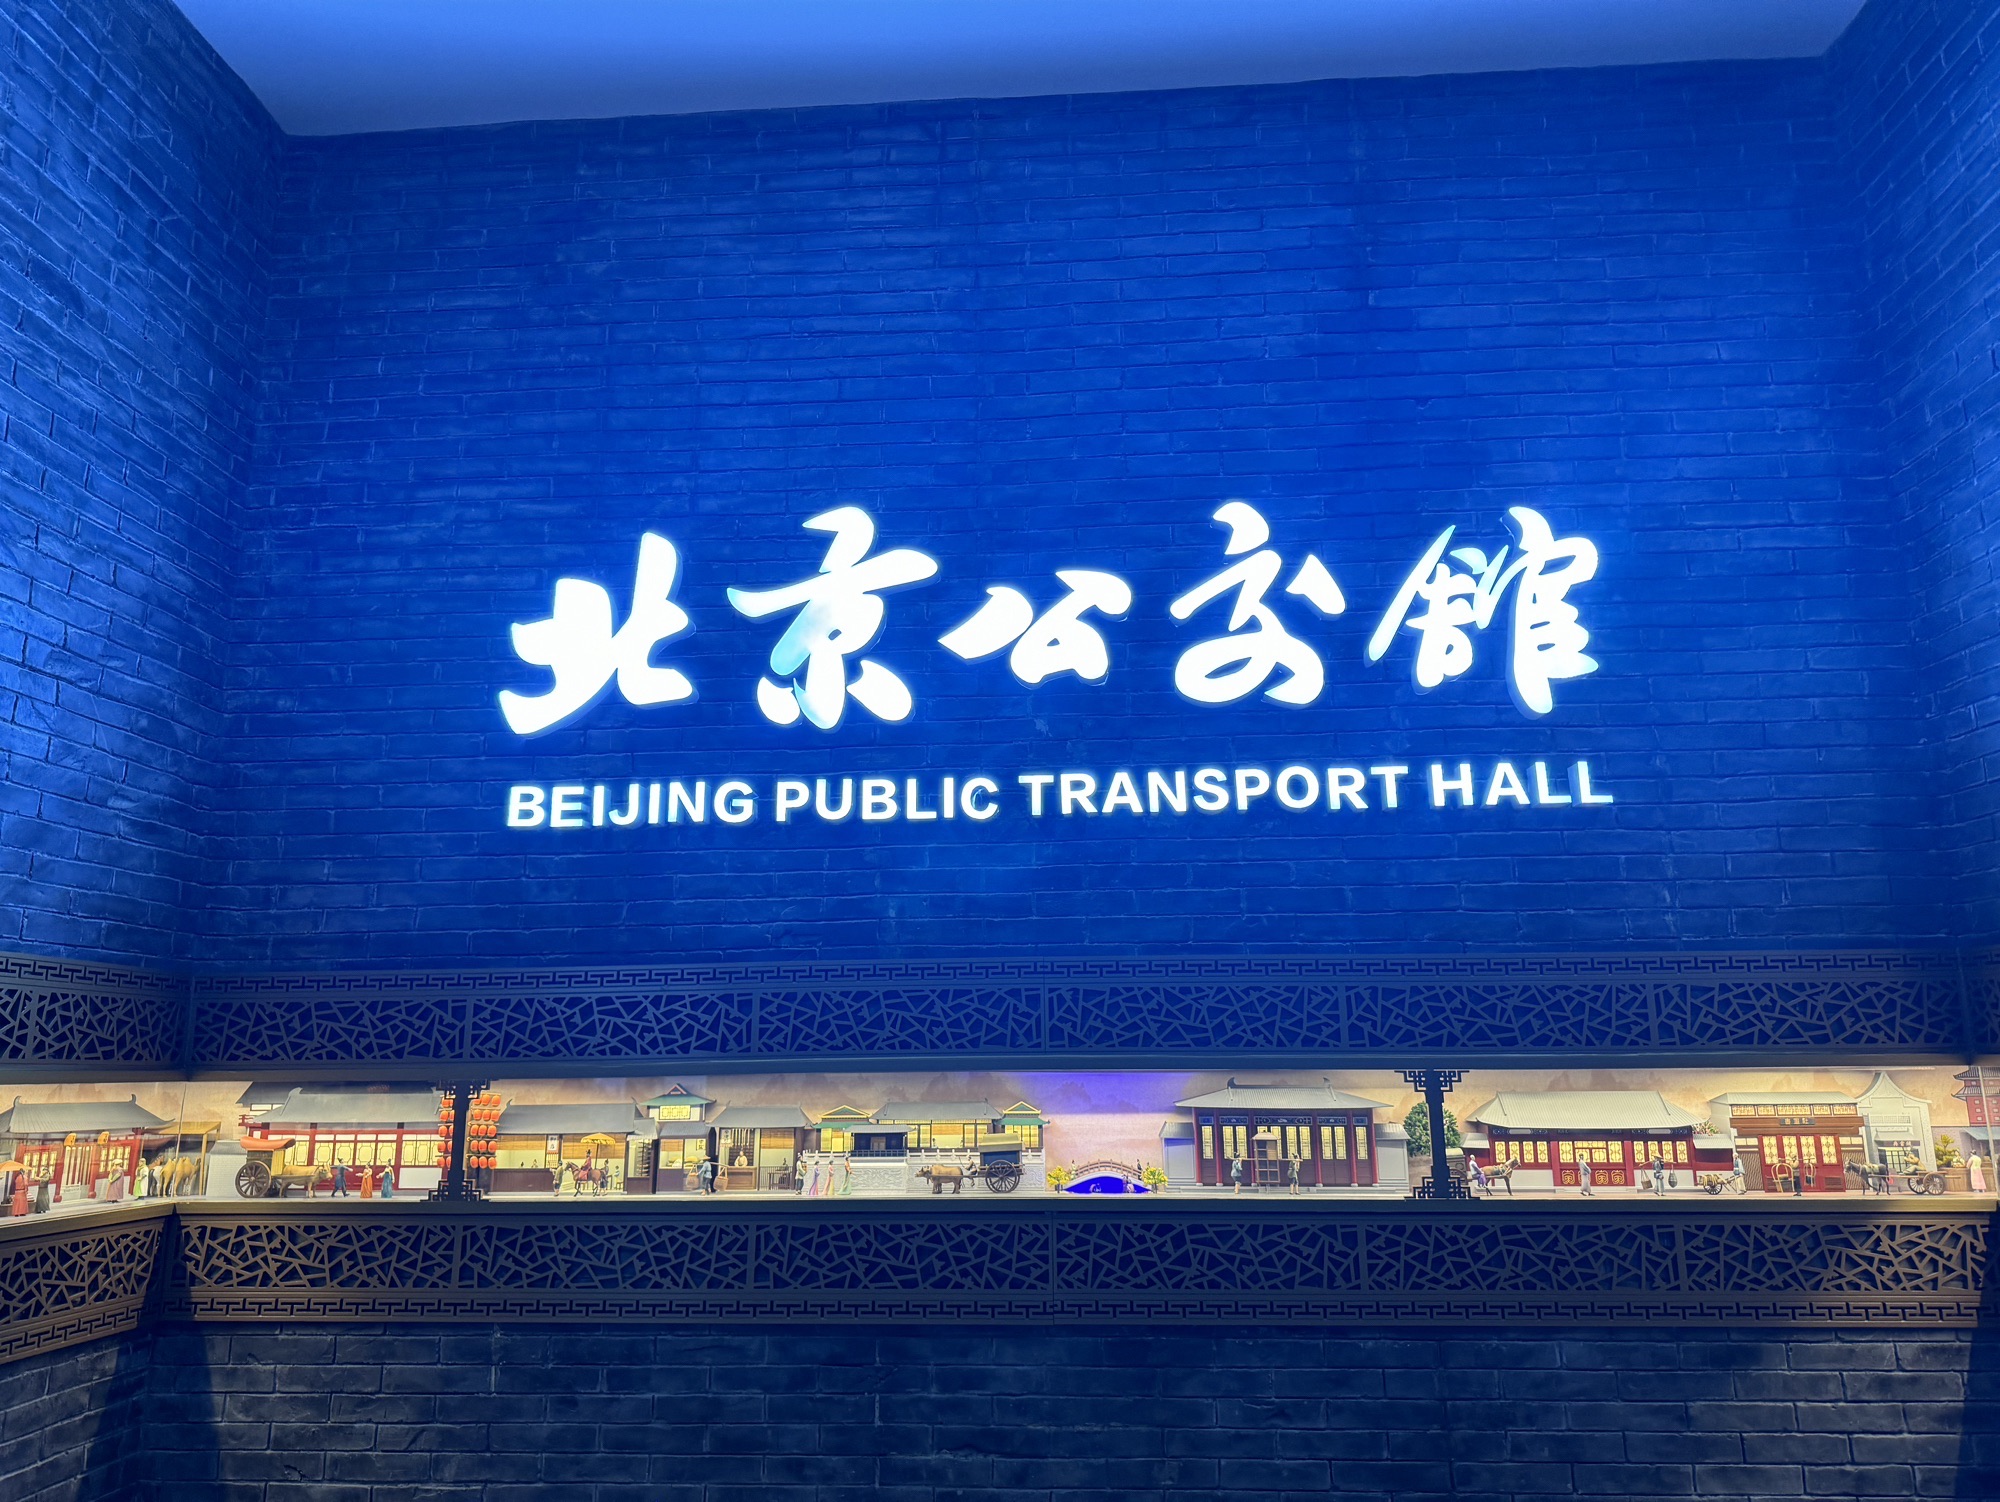 北京公交館
BEIJING PUBLIC TRANSPORT HALL